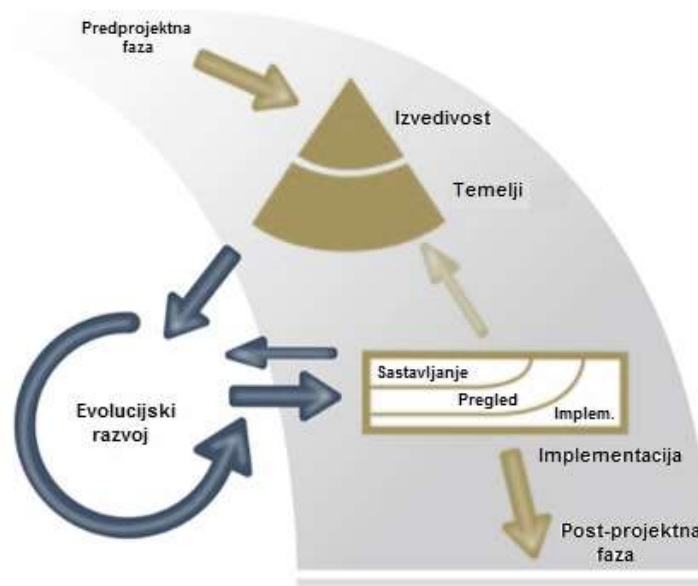 Predprojektna
faza
Izvedivost
Temelji
Evolucijski
razvoj
Sastavljanje
Pregled
Implem.
Implementacija
Post-projektna
faza